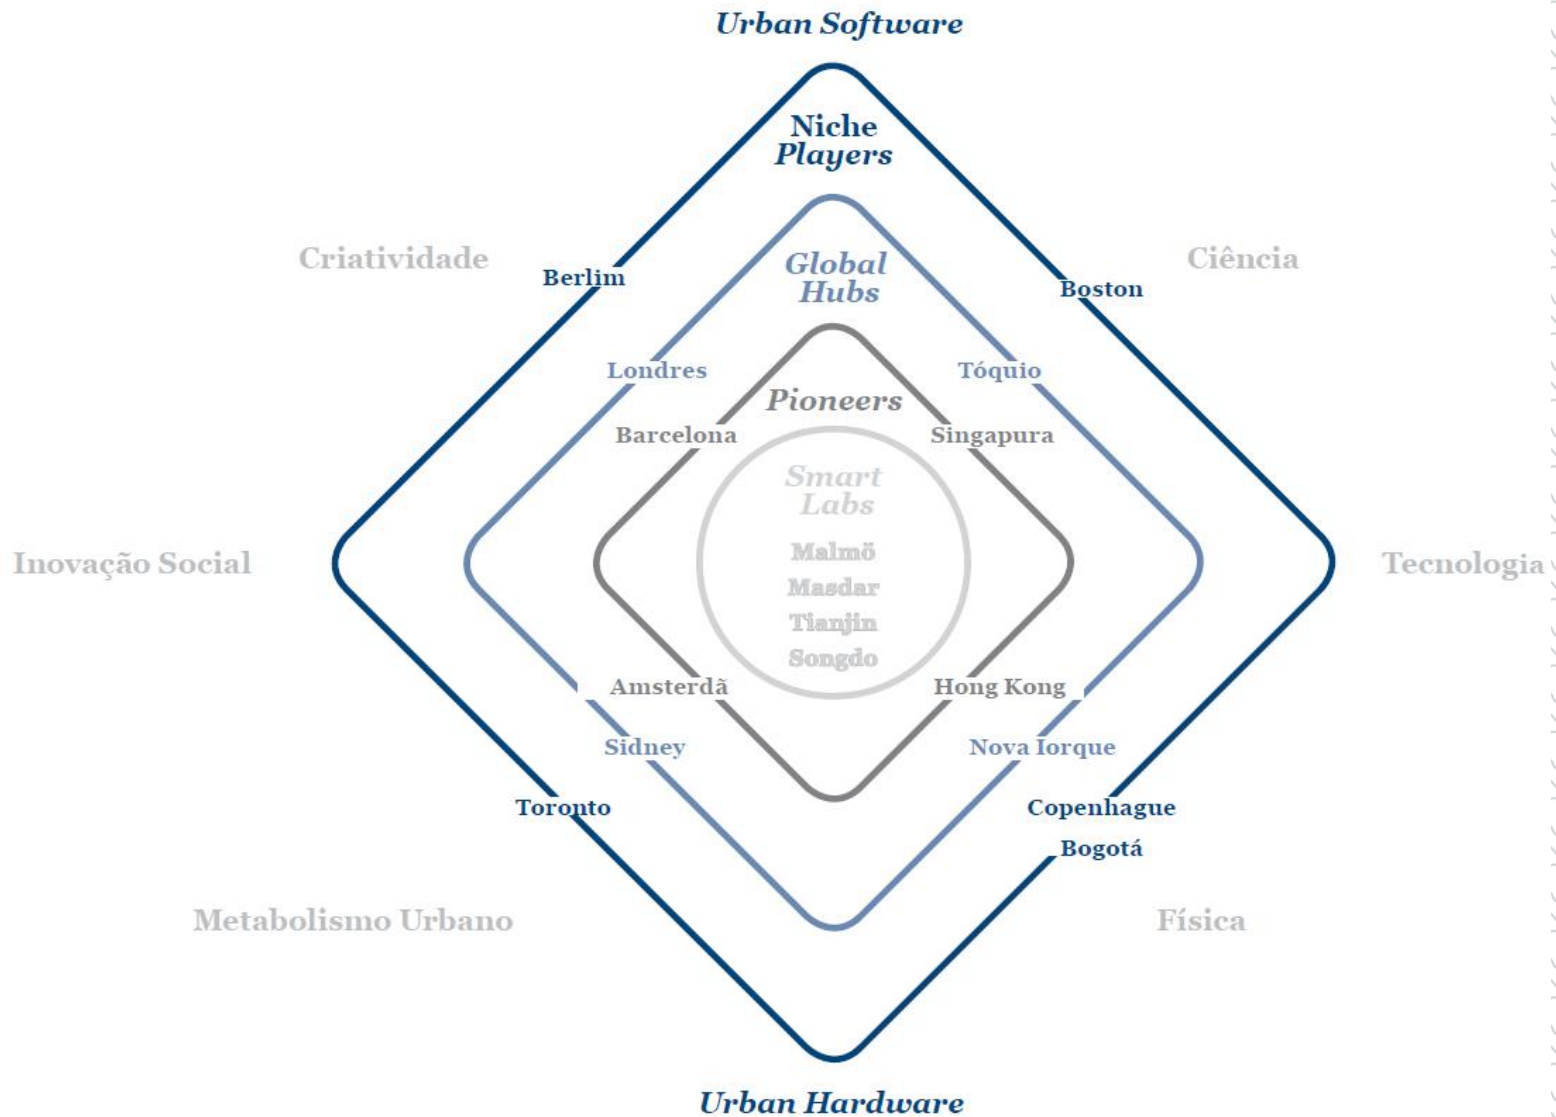 Urban Software
Niche
Players
Criatividade
Global
Hubs
Ciência
Berlim
Boston
Londres
Tóquio
Pioneers
Barcelona
Singapura
Smart
Labs
Malmö
Inovação Social
Tecnologia
Masdar
Tianjin
Songdo
Amsterdã
Hong Kong
Sidney
Nova Iorque
Toronto
Copenhague
Bogotá
Metabolismo Urbano
Física
Urban Hardware